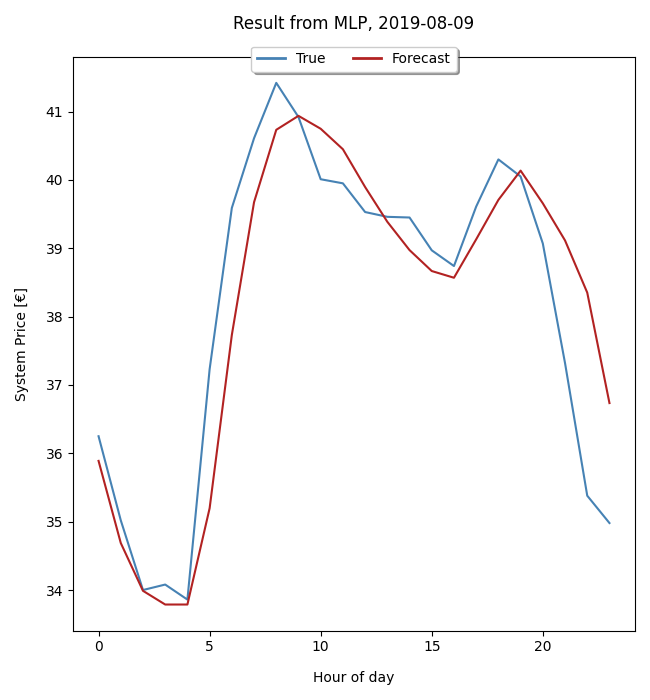 Result from MLP, 2019-08-09
True Forecast
41
40
39
38
37
36
35
34
System Price [€]
0 5 10 15 20
Hour of day